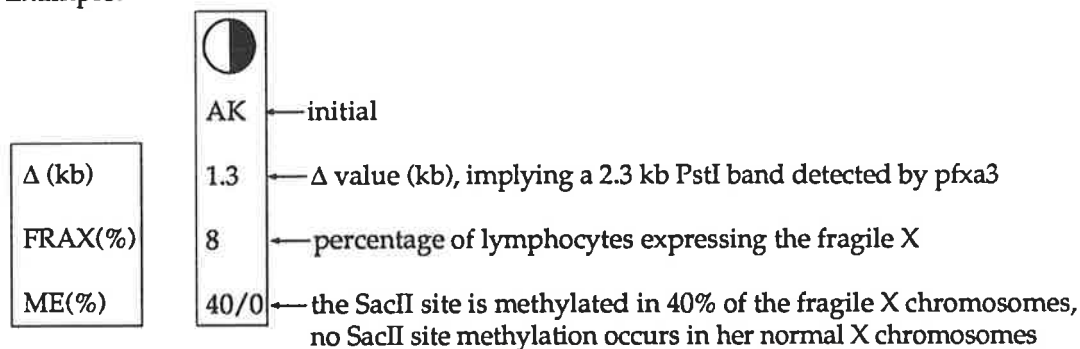 AK initial
Δ (kb) 1.3 Δ value (kb), implying a 2.3 kb PstI band detected by pfxa3
FRAX(%) 8 percentage of lymphocytes expressing the fragile X
ME(%) 40/0 the SacII site is methylated in 40% of the fragile X chromosomes,
no SacII site methylation occurs in her normal X chromosomes